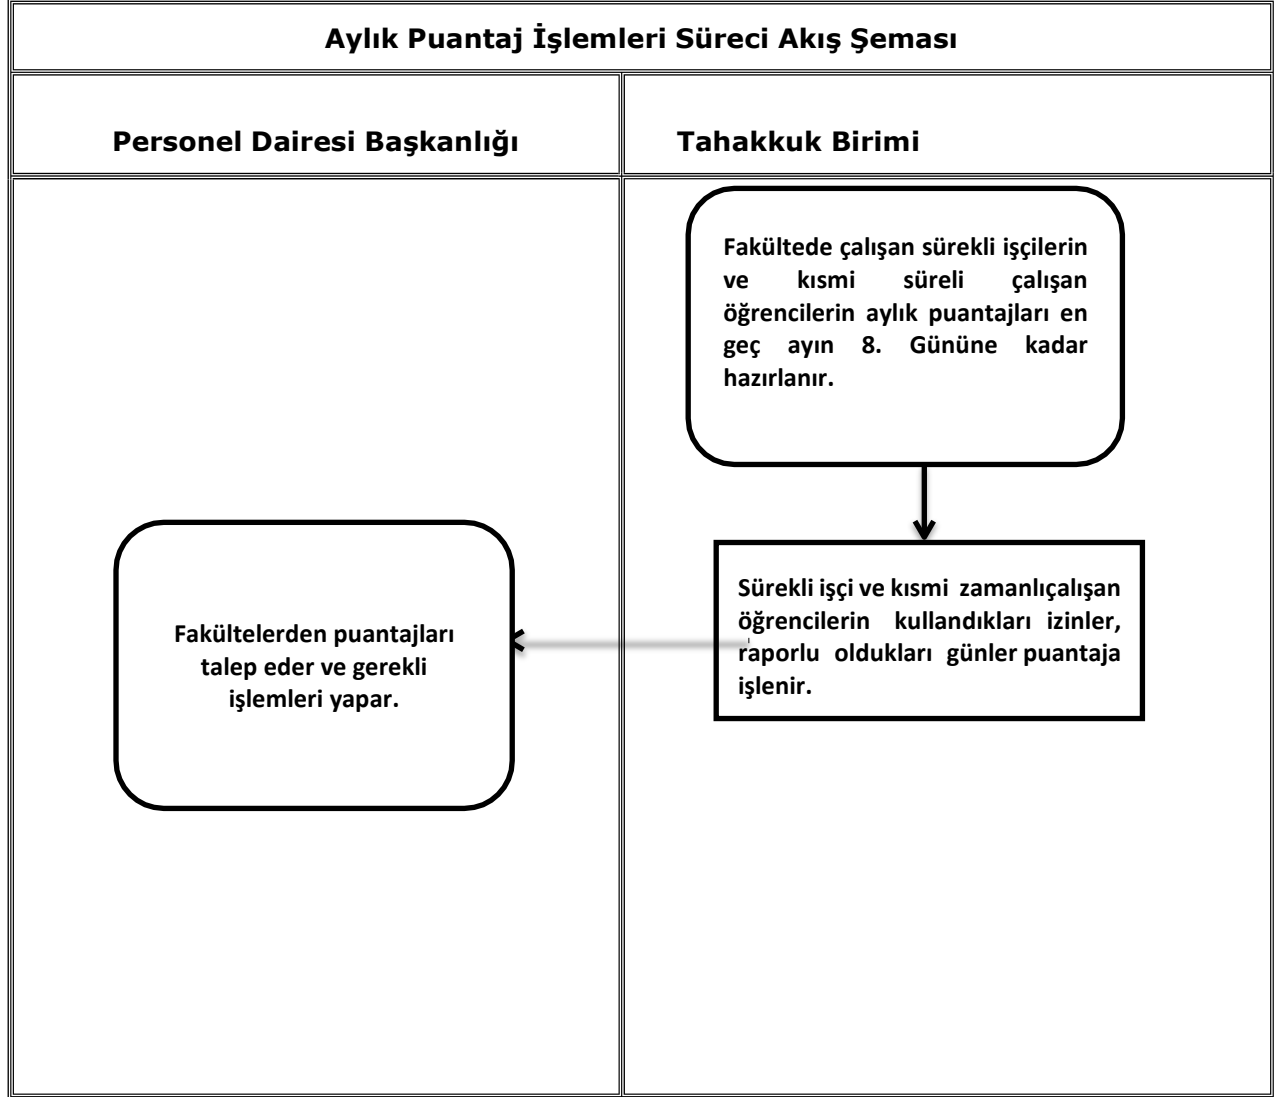 Aylık Puantaj İşlemleri Süreci Akış Şeması
Personel Dairesi Başkanlığı
Tahakkuk Birimi
Fakültede çalışan sürekli işçilerin
ve kısmi süreli çalışan
öğrencilerin aylık puantajları en
geç ayın 8. Gününe kadar
hazırlanır.
Sürekli işçi ve kısmi zamanlıçalışan
öğrencilerin kullandıkları izinler,
raporlu oldukları günler puantaja
işlenir.
Fakültelerden puantajları
talep eder ve gerekli
işlemleri yapar.